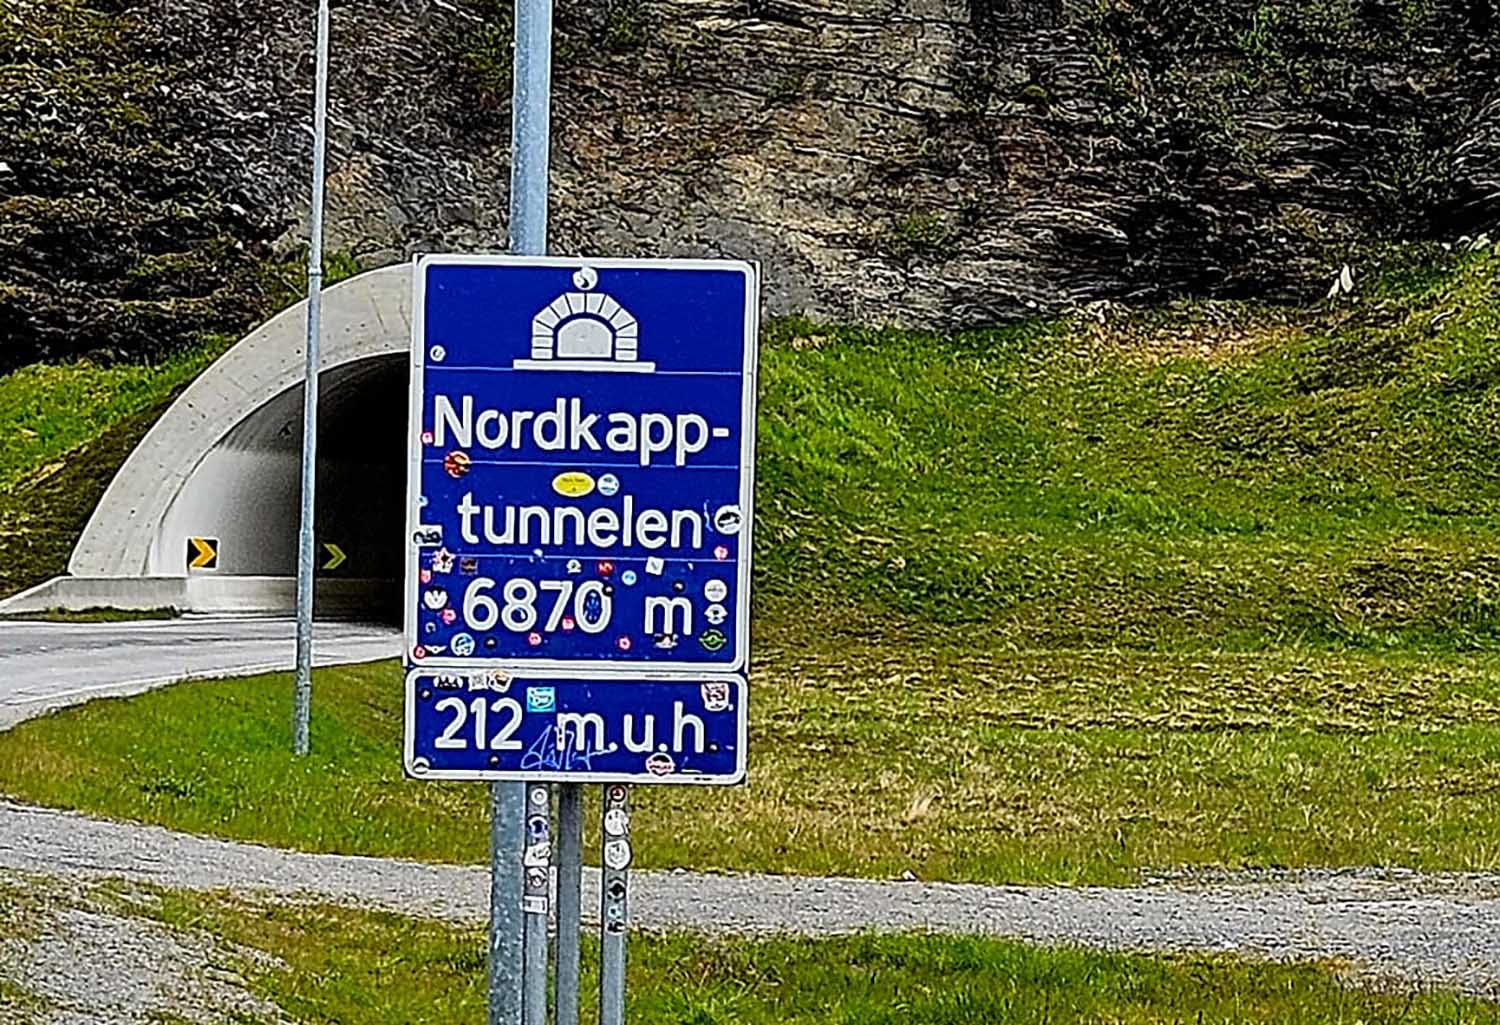 Nordkapp-
tunnelen
6870 m
212 m.u.h